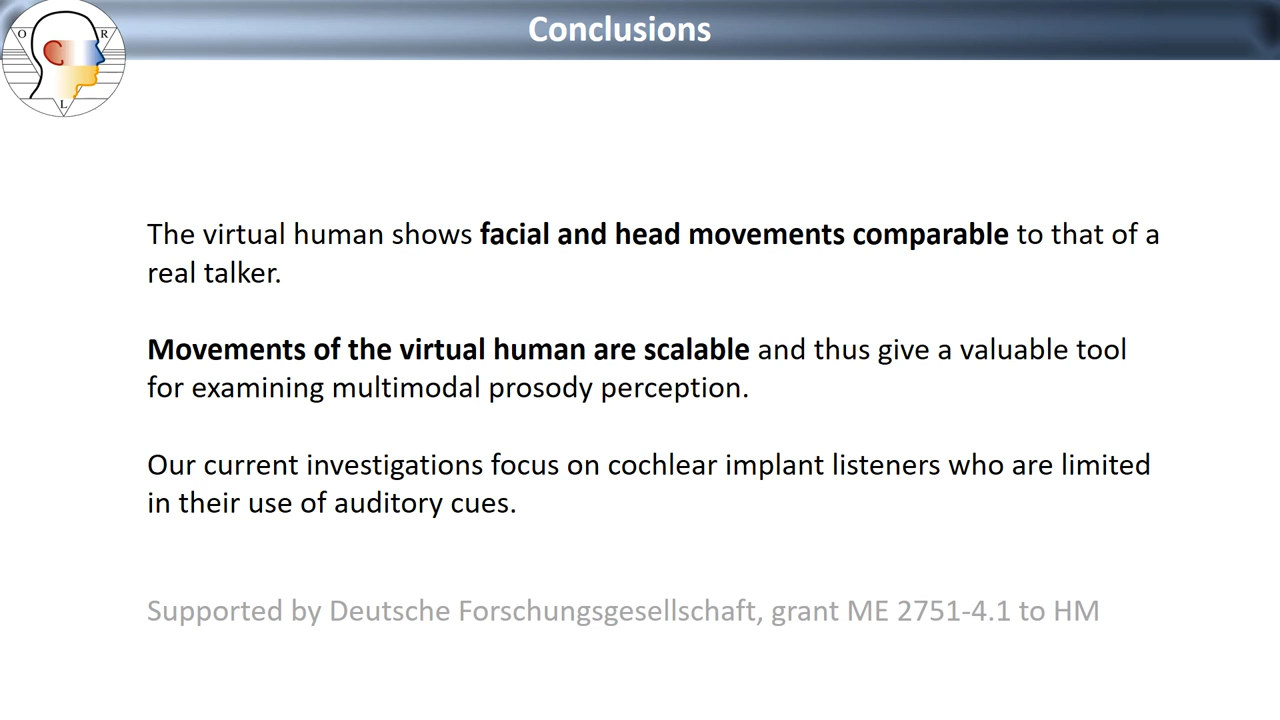 Conclusions
O R
L
The virtual human shows facial and head movements comparable to that of a
real talker.
Movements of the virtual human are scalable and thus give a valuable tool
for examining multimodal prosody perception.
Our current investigations focus on cochlear implant listeners who are limited
in their use of auditory cues.
Supported by Deutsche Forschungsgesellschaft, grant ME 2751-4.1 to HM